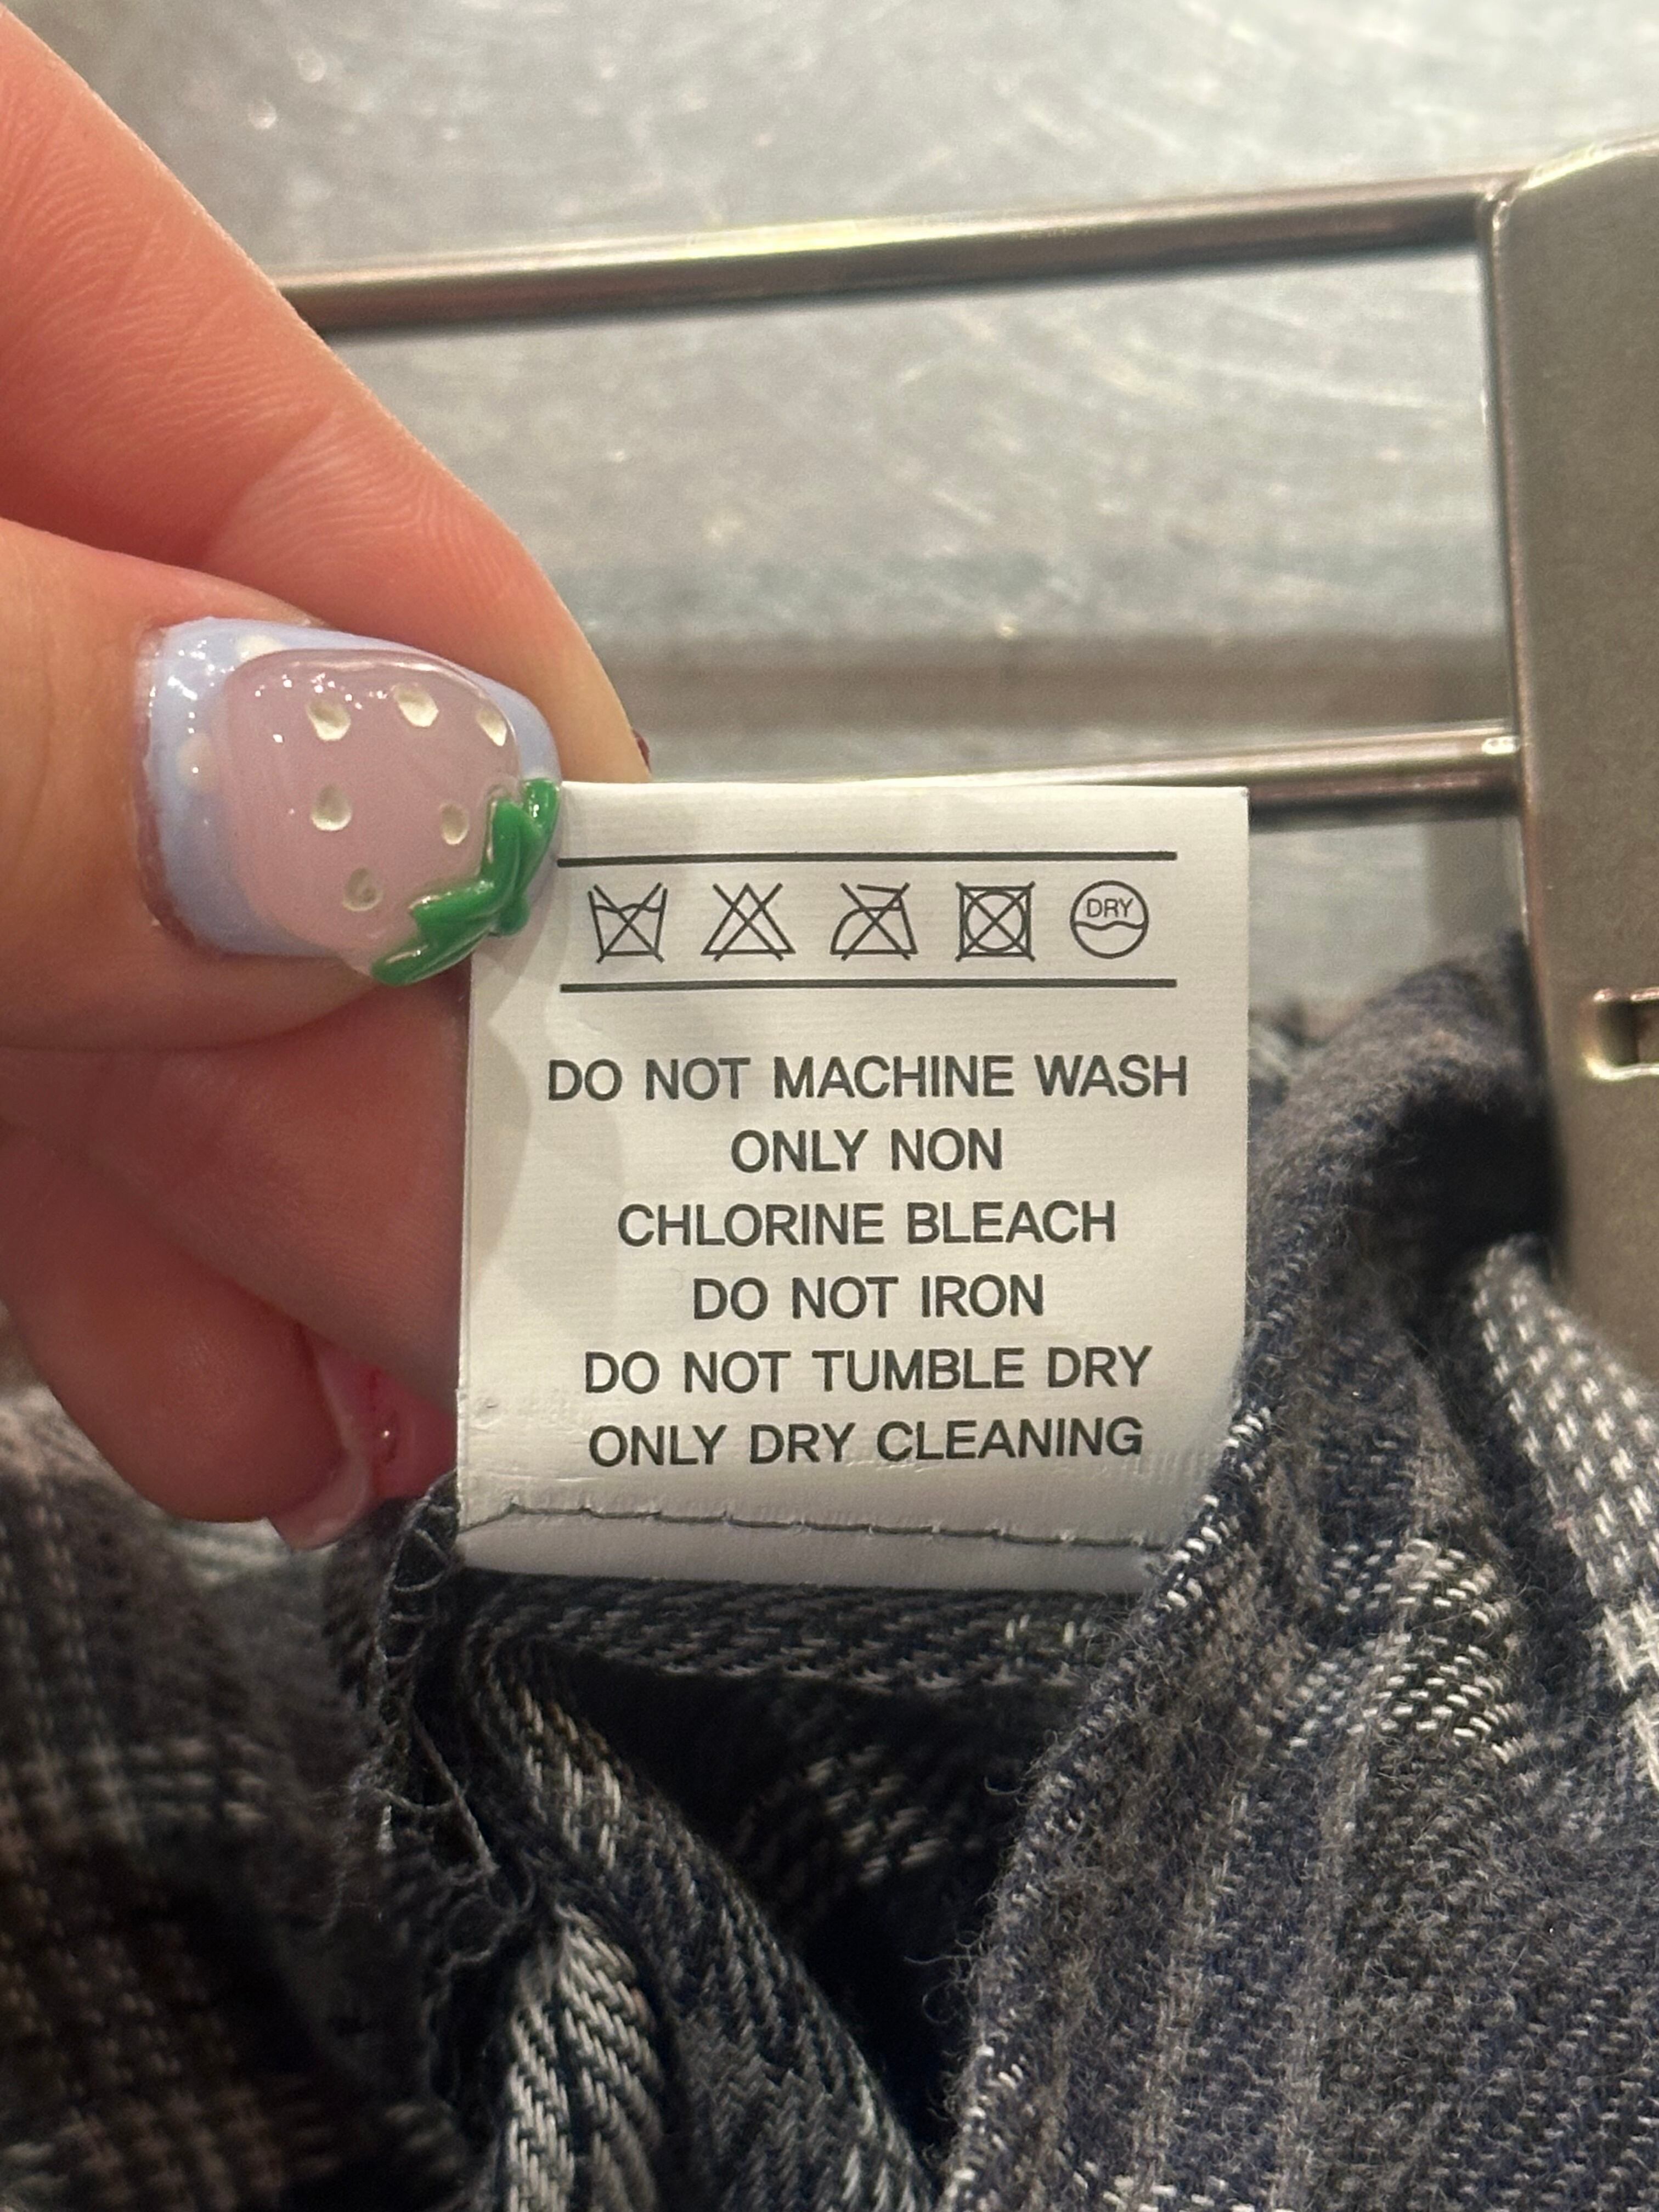 DRY
DO NOT MACHINE WASH
ONLY NON
CHLORINE BLEACH
DO NOT IRON
DO NOT TUMBLE DRY
ONLY DRY CLEANING